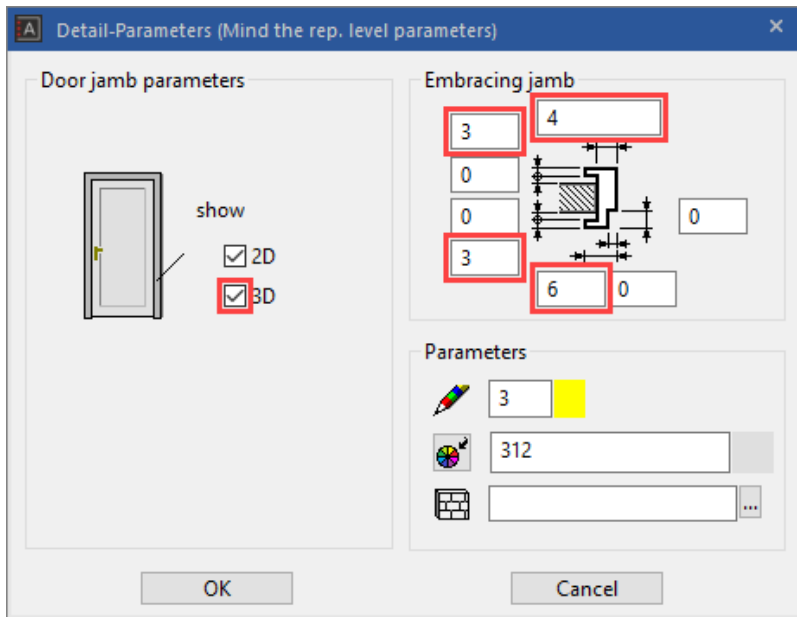 A Detail-Parameters (Mind the rep. level parameters)
Door jamb parameters
show
2D
3D
Embracing jamb
3
4
0
0
0
3
6
0
Parameters
3
312
...
OK
Cancel